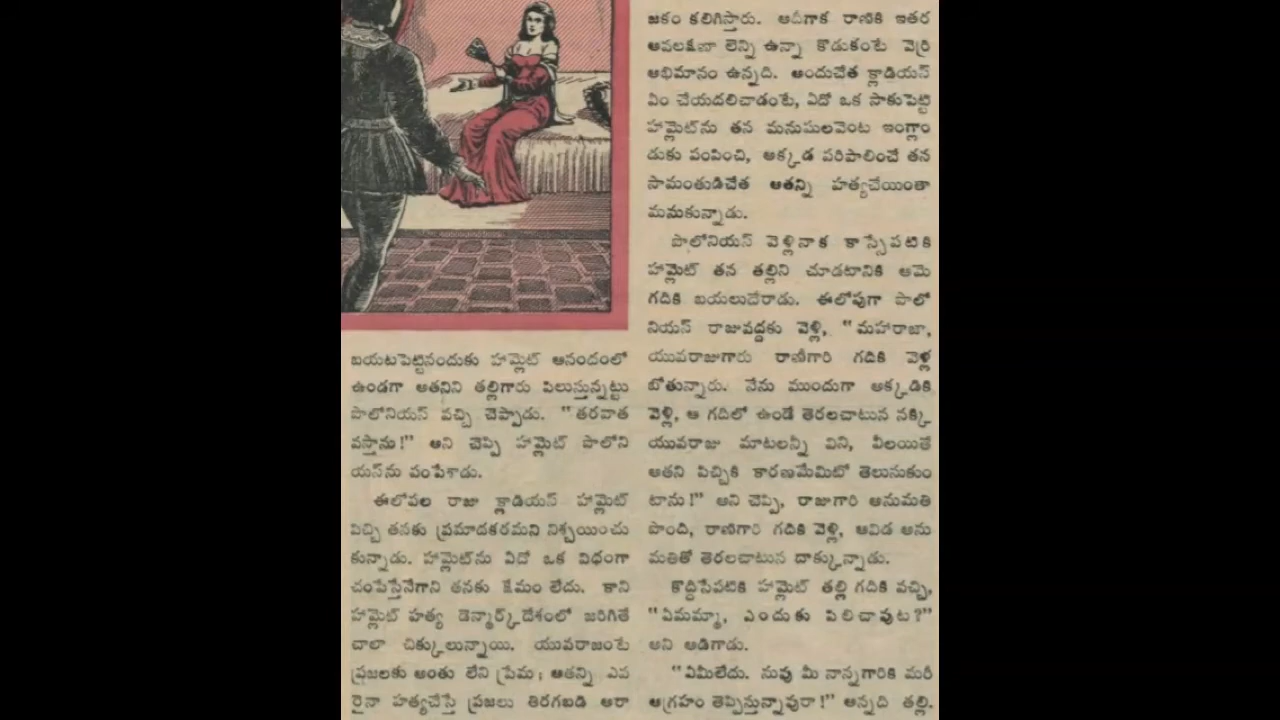 బయటపెట్టినందుకు హామ్లెట్ ఆనందంలో
ఉండగా అతనిని తల్లిగారు పిలుస్తున్నట్టు
పొలోనియస్ వచ్చి చెప్పాడు. "తరవాత
వస్తాను!" అని చెప్పి హామ్లెట్ పొలోని
యస్‌ను పంపేశాడు.
ఈలోపల రాజు క్లాడియస్ హామ్లెట్
పిచ్చి తనకు ప్రమాదకరమని నిశ్చయించు
కున్నాడు. హామ్లెట్‌ను ఏదో ఒక విధంగా
చంపేస్తేనేగాని తనకు క్షేమం లేదు. కాని
హామ్లెట్ హత్య డెన్మార్క్ దేశంలో జరిగితే
చాలా చిక్కులున్నాయి. యువరాజంటే
ప్రజలకు అంతు లేని ప్రేమ; అతన్ని ఎవ
రైనా హత్యచేస్తే ప్రజలు తిరగబడి అరా
జకం కలిగిస్తారు. అదీగాక రాణికి ఇతర
అవలక్షణా లెన్ని ఉన్నా కొడుకంటే వెర్రి
అభిమానం ఉన్నది. అందుచేత క్లాడియస్
ఏం చేయదలిచాడంటే, ఏదో ఒక సాకుపెట్టి
హామ్లెట్‌ను తన మనుషులవెంట ఇంగ్లాం
డుకు పంపించి, అక్కడ పరిపాలించే తన
సామంతుడిచేత అతన్ని హత్యచేయింతా
మనుకున్నాడు.
పొలోనియస్ వెళ్లినాక కాస్సేపటికి
హామ్లెట్ తన తల్లిని చూడటానికి ఆమె
గదికి బయలుదేరాడు. ఈలోపుగా పొలో
నియస్ రాజువద్దకు వెళ్లి, "మహారాజా,
యువరాజుగారు రాణీగారి గదికి వెళ్ల
బోతున్నారు. నేను ముందుగా అక్కడికి
వెళ్లి, ఆ గదిలో ఉండే తెరలచాటున నక్కి
యువరాజు మాటలన్నీ విని, వీలయితే
అతని పిచ్చికి కారణమేమిటో తెలుసుకుం
టాను!" అని చెప్పి, రాజుగారి అనుమతి
పొంది, రాణిగారి గదికి వెళ్లి, ఆవిడ అను
మతితో తెరలచాటున దాక్కున్నాడు.
కొద్దిసేపటికి హామ్లెట్ తల్లి గదికి వచ్చి,
"ఏమమ్మా, ఎందుకు పిలిచావుట?"
అని అడిగాడు.
"ఏమీలేదు. నువు మీ నాన్నగారికి మరీ
ఆగ్రహం తెప్పిస్తున్నావురా!" అన్నది తల్లి.